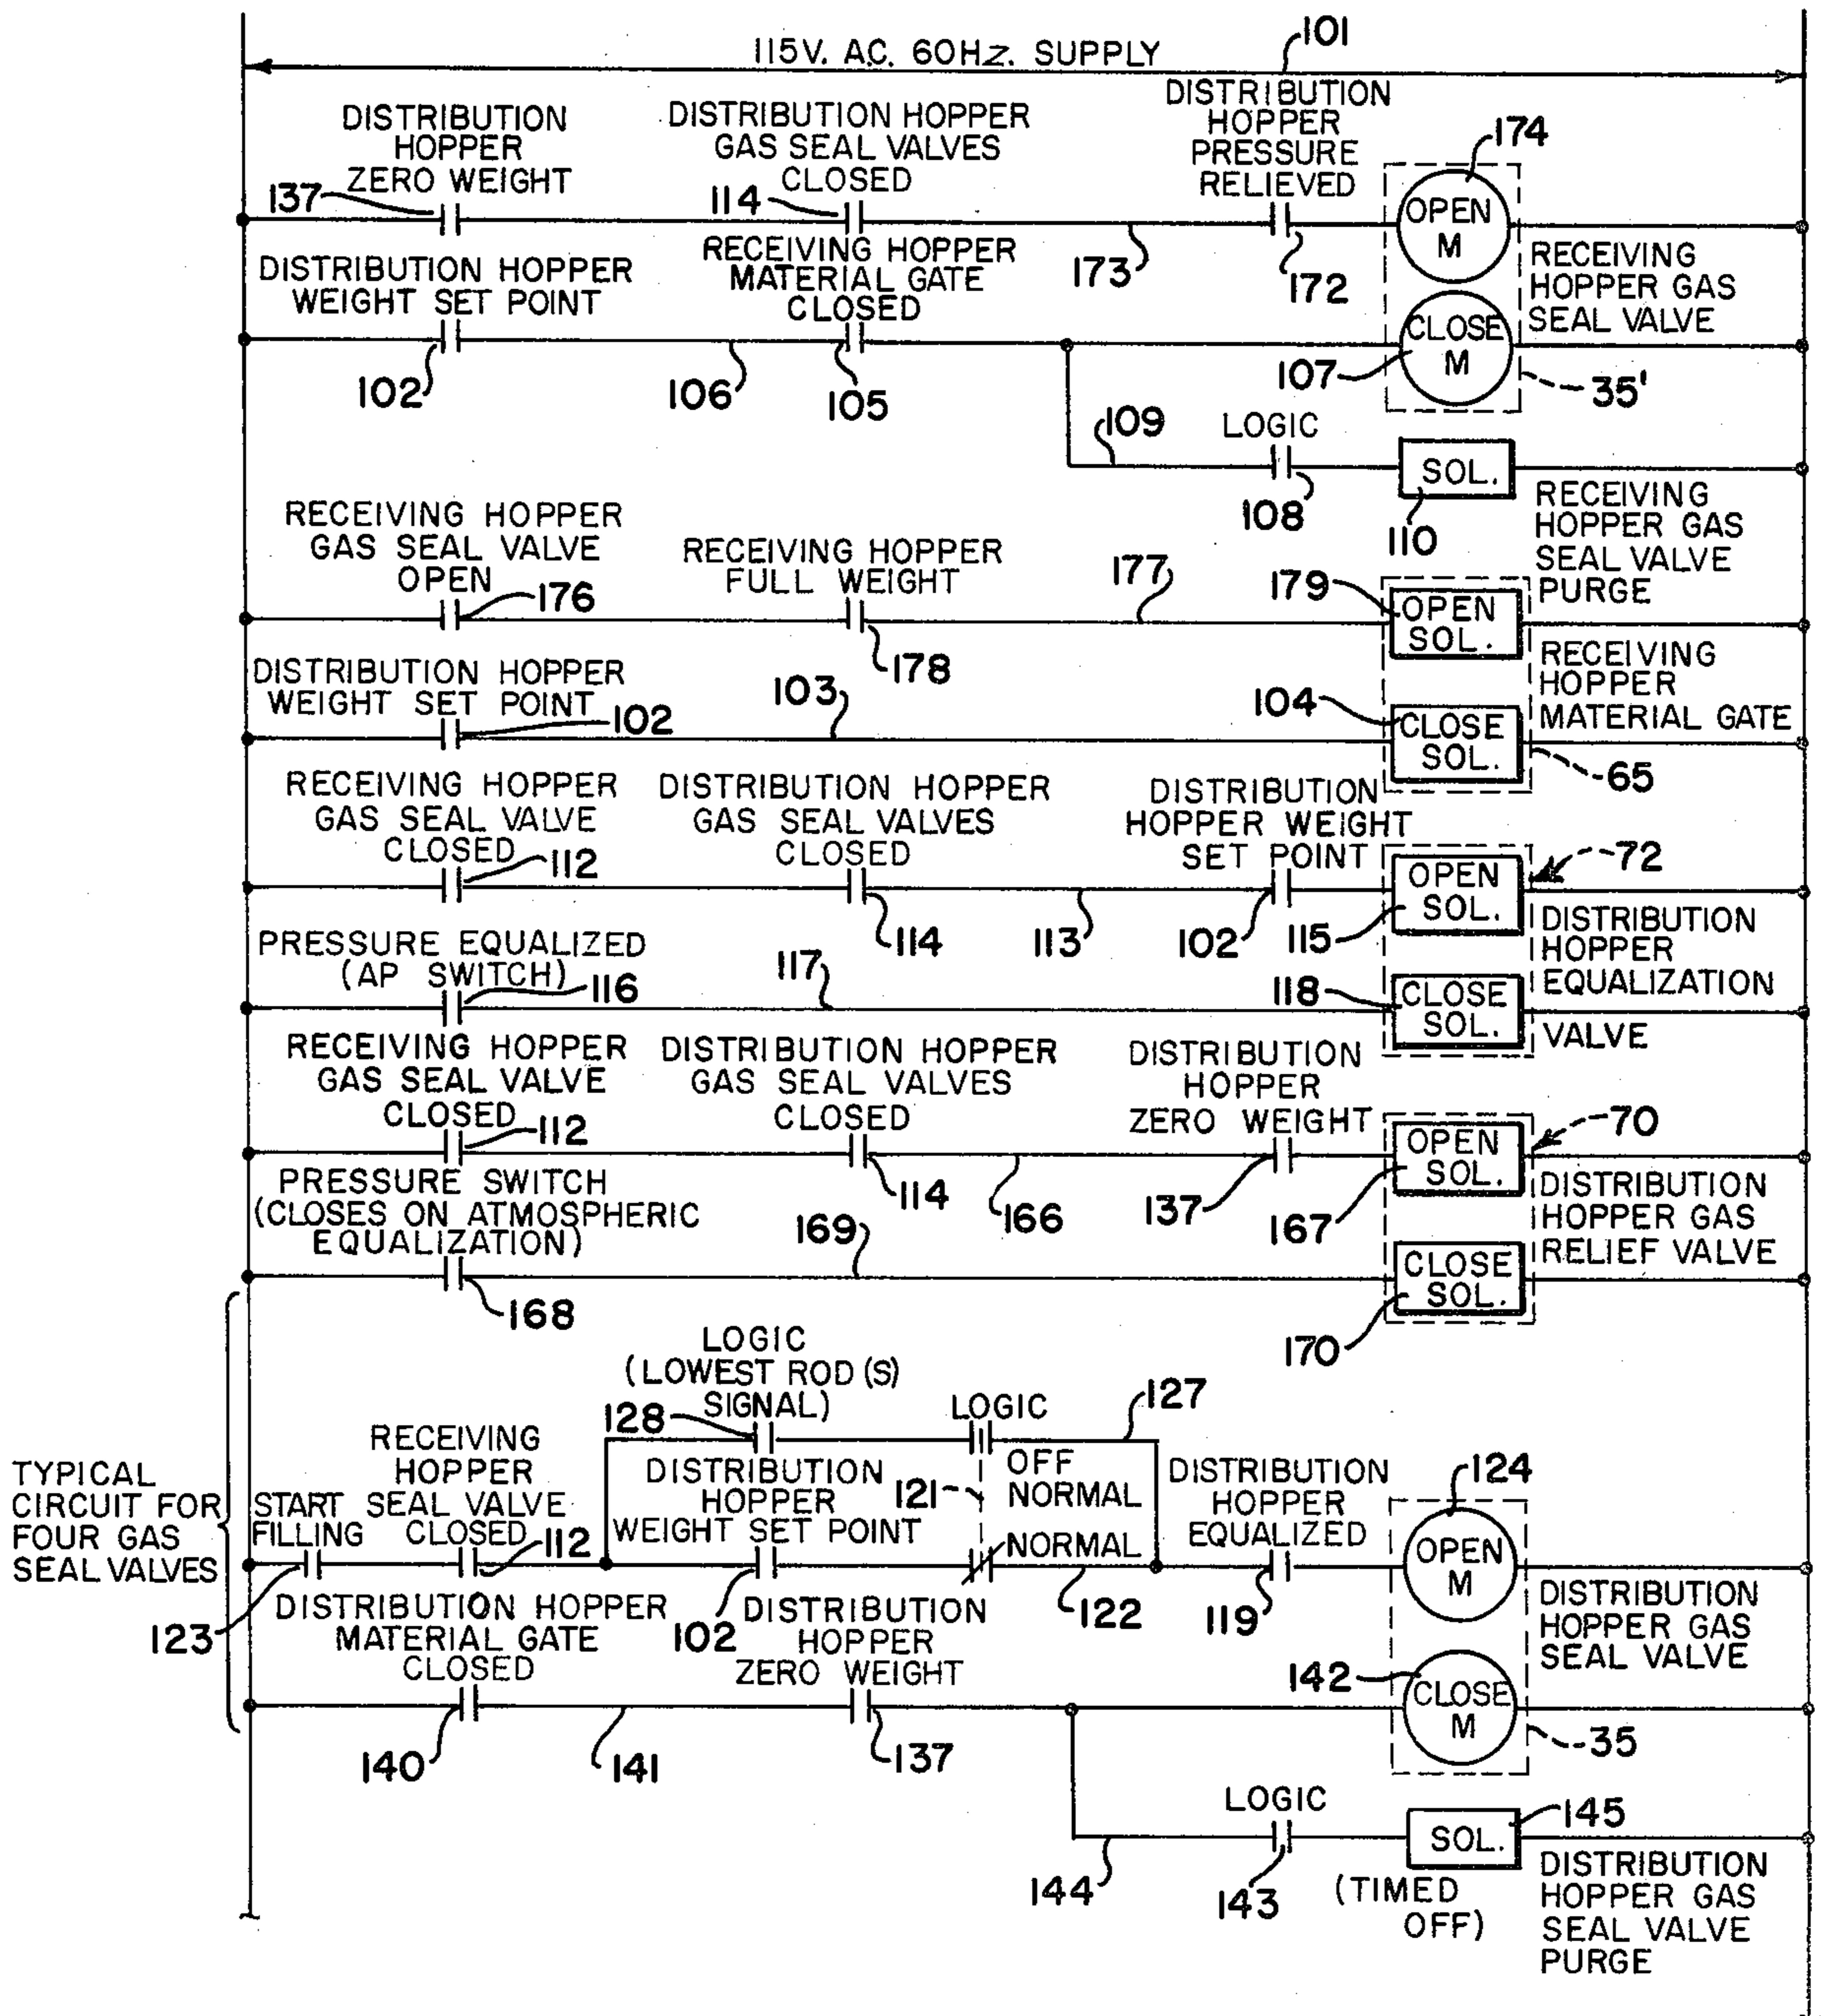 115V. A.C. 60Hz. SUPPLY
101
DISTRIBUTION
HOPPER
ZERO WEIGHT
137
DISTRIBUTION HOPPER
GAS SEAL VALVES
CLOSED
114
DISTRIBUTION
HOPPER
PRESSURE
RELIEVED
173
172
174
OPEN
M
RECEIVING
HOPPER GAS
SEAL VALVE
DISTRIBUTION HOPPER
WEIGHT SET POINT
102
106
RECEIVING HOPPER
MATERIAL GATE
CLOSED
105
107
CLOSE
M
35'
109
LOGIC
108
SOL.
110
RECEIVING
HOPPER GAS
SEAL VALVE
PURGE
RECEIVING HOPPER
GAS SEAL VALVE
OPEN
176
RECEIVING HOPPER
FULL WEIGHT
178
177
179
OPEN
SOL.
RECEIVING
HOPPER
MATERIAL GATE
DISTRIBUTION HOPPER
WEIGHT SET POINT
102
103
104
CLOSE
SOL.
65
RECEIVING HOPPER
GAS SEAL VALVE
CLOSED
112
DISTRIBUTION HOPPER
GAS SEAL VALVES
CLOSED
114
113
DISTRIBUTION
HOPPER WEIGHT
SET POINT
102
115
OPEN
SOL.
72
DISTRIBUTION
HOPPER
EQUALIZATION
VALVE
PRESSURE EQUALIZED
(AP SWITCH)
116
117
118
CLOSE
SOL.
RECEIVING HOPPER
GAS SEAL VALVE
CLOSED
112
DISTRIBUTION HOPPER
GAS SEAL VALVES
CLOSED
114
166
DISTRIBUTION
HOPPER
ZERO WEIGHT
137
167
OPEN
SOL.
70
DISTRIBUTION
HOPPER GAS
RELIEF VALVE
PRESSURE SWITCH
(CLOSES ON ATMOSPHERIC
EQUALIZATION)
168
169
CLOSE
SOL.
170
TYPICAL
CIRCUIT FOR
FOUR GAS
SEAL VALVES
START
FILLING
123
RECEIVING
HOPPER
SEAL VALVE
CLOSED
112
LOGIC
(LOWEST ROD (S)
SIGNAL)
128
LOGIC
127
OFF
NORMAL
121
DISTRIBUTION
HOPPER
WEIGHT SET POINT
102
NORMAL
122
DISTRIBUTION
HOPPER
EQUALIZED
119
124
OPEN
M
DISTRIBUTION
HOPPER GAS
SEAL VALVE
DISTRIBUTION HOPPER
MATERIAL GATE
CLOSED
140
141
DISTRIBUTION
HOPPER
ZERO WEIGHT
137
142
CLOSE
M
35
144
LOGIC
143
SOL.
145
(TIMED
OFF)
DISTRIBUTION
HOPPER GAS
SEAL VALVE
PURGE